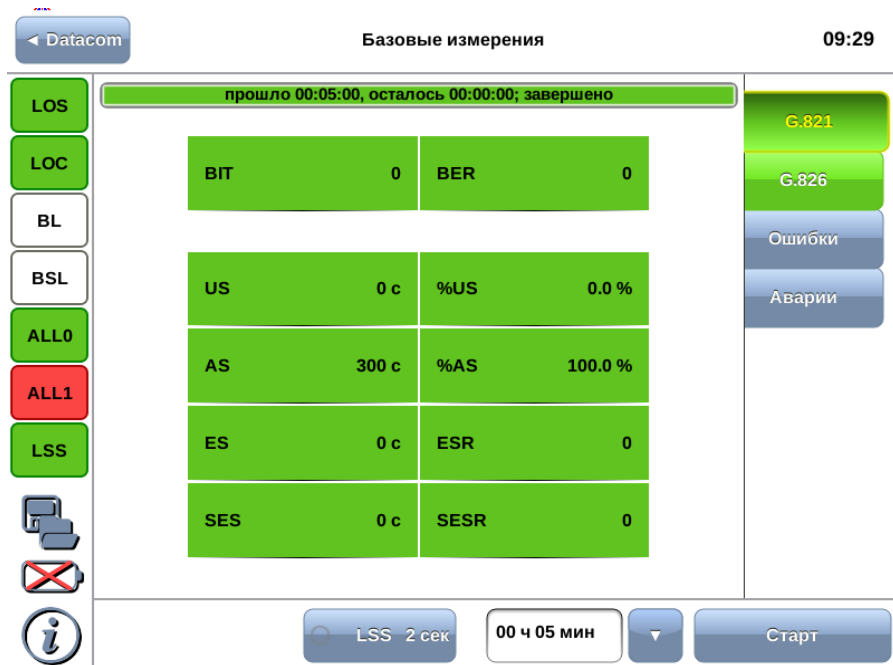 ◄ Datacom
Базовые измерения
09:29
прошло 00:05:00, осталось 00:00:00; завершено
LOS
LOC
BL
BSL
ALL0
ALL1
LSS
BIT 0 BER 0
US 0 с %US 0.0 %
AS 300 с %AS 100.0 %
ES 0 с ESR 0
SES 0 с SESR 0
G.821
G.826
Ошибки
Аварии
i
LSS 2 сек
00 ч 05 мин
▼
Старт